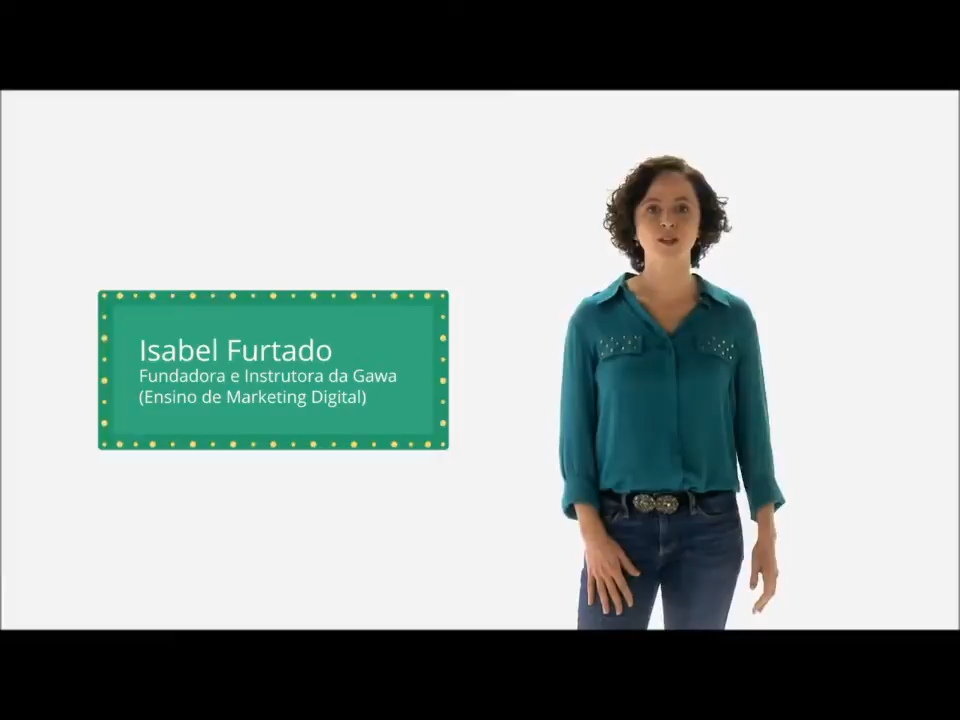 Isabel Furtado
Fundadora e Instrutora da Gawa
(Ensino de Marketing Digital)